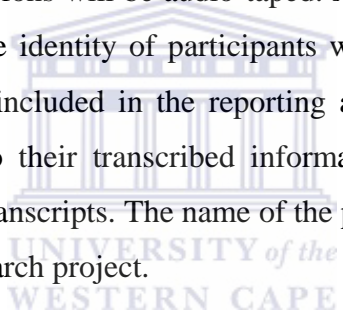 will be audio taped.
e identity of participants w
included in the reporting a
their transcribed informa
anscripts. The name of the p
UNIVERSITY of the
arch project.
WESTERN CAPE